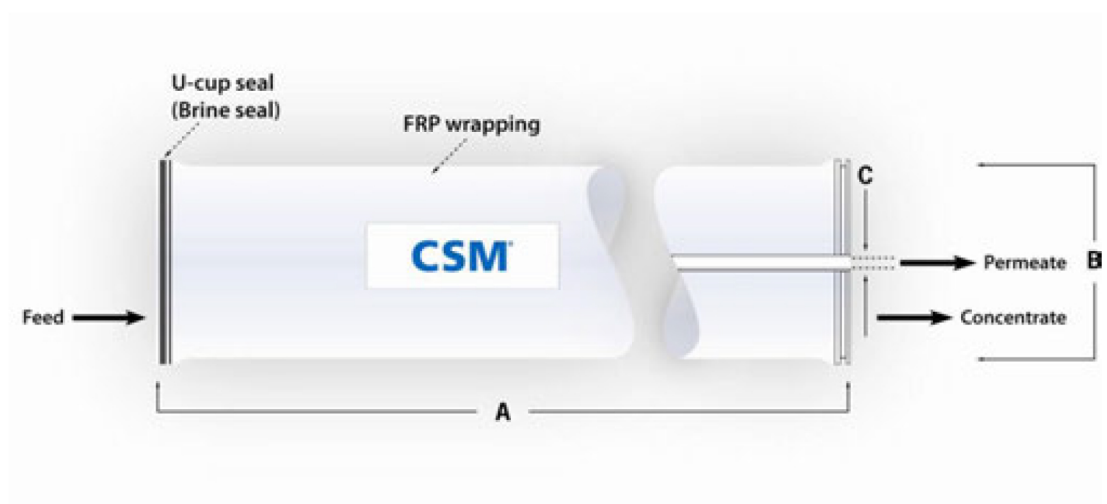 U-cup seal
(Brine seal)
FRP wrapping
C
CSM
Permeate
B
Feed
Concentrate
A